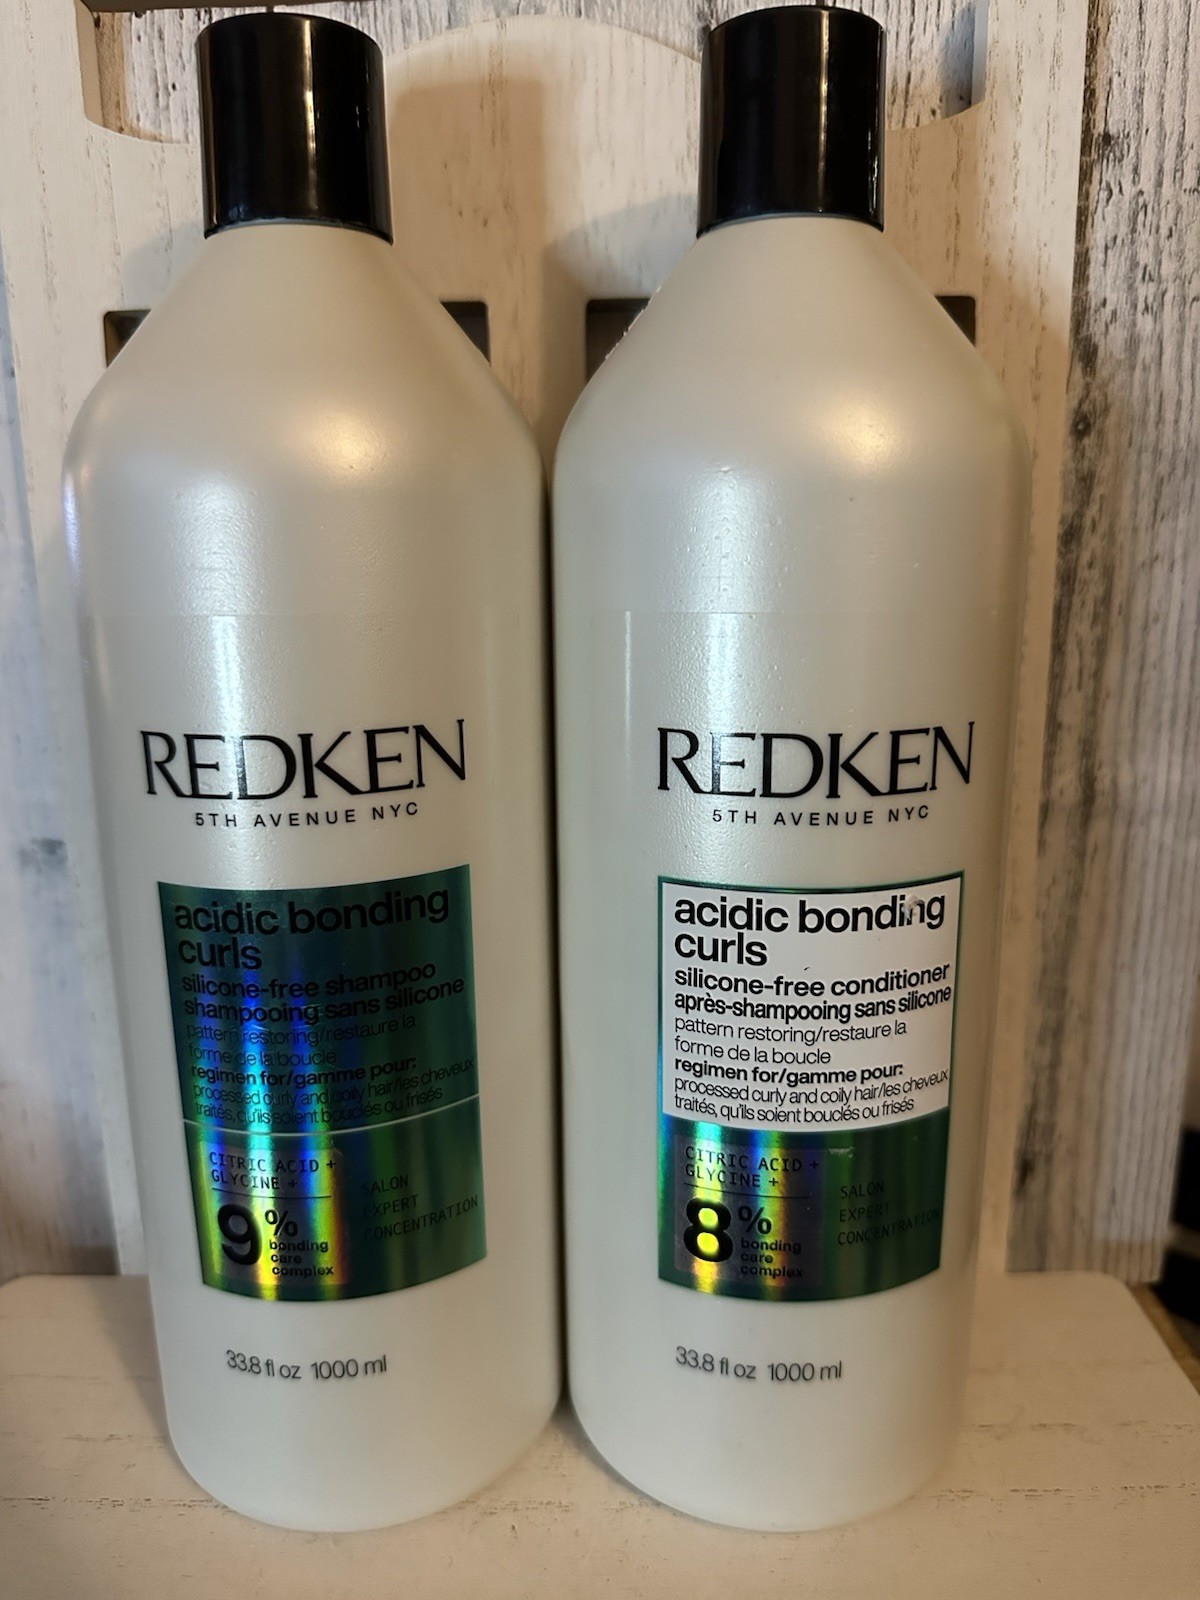 REDKEN
5TH AVENUE NYC
acidic bonding
curls
silicone-free shampoo
shampooing sans silicone
pattern restoring/restaure la
forme de la boucle
regimen for/gamme pour:
processed curly and coily hair/les cheveux
traités, qu'ils soient bouclés ou frisés
CITRIC ACID +
GLYCINE +
9%
bonding
care
complex
SALON
EXPERT
CONCENTRATION
33.8 fl oz 1000 ml
REDKEN
5TH AVENUE NYC
acidic bonding
curls
silicone-free conditioner
après-shampooing sans silicone
pattern restoring/restaure la
forme de la boucle
regimen for/gamme pour:
processed curly and coily hair/les cheveux
traités, qu'ils soient bouclés ou frisés
CITRIC ACID +
GLYCINE +
8%
bonding
care
complex
SALON
EXPERT
CONCENTRATION
33.8 fl oz 1000 ml